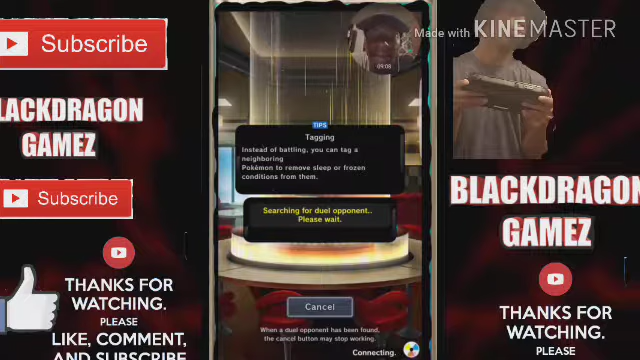 Made with KINEMASTER
Subscribe
09:09
BLACKDRAGON
GAMEZ
TIPS
Tagging
Instead of battling, you can tag a
neighboring
Pokémon to remove sleep or frozen
conditions from them.
Subscribe
Searching for duel opponent..
Please wait.
BLACKDRAGON
GAMEZ
THANKS FOR
WATCHING.
PLEASE
LIKE, COMMENT,
AND SUBSCRIBE
Cancel
When a duel opponent has been found,
the cancel button may stop working.
Connecting.
THANKS FOR
WATCHING.
PLEASE